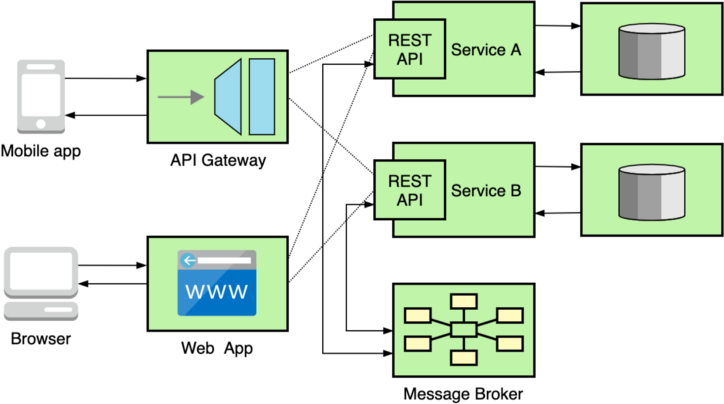 REST
API
Service A
Mobile app
API Gateway
REST
API
Service B
www
Browser
Web App
Message Broker